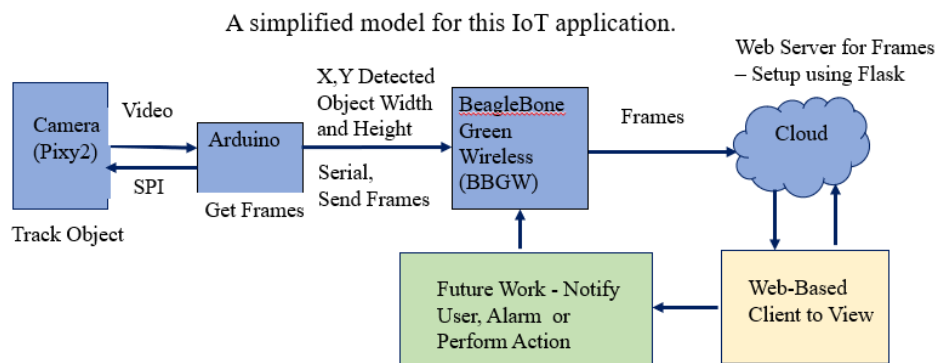 A simplified model for this IoT application.
Web Server for Frames
– Setup using Flask
X,Y Detected
Object Width
and Height
Video
Camera
(Pixy2)
Arduino
BeagleBone
Green
Wireless
(BBGW)
Frames
Cloud
SPI
Serial,
Send Frames
Get Frames
Track Object
Future Work - Notify
User, Alarm or
Perform Action
Web-Based
Client to View